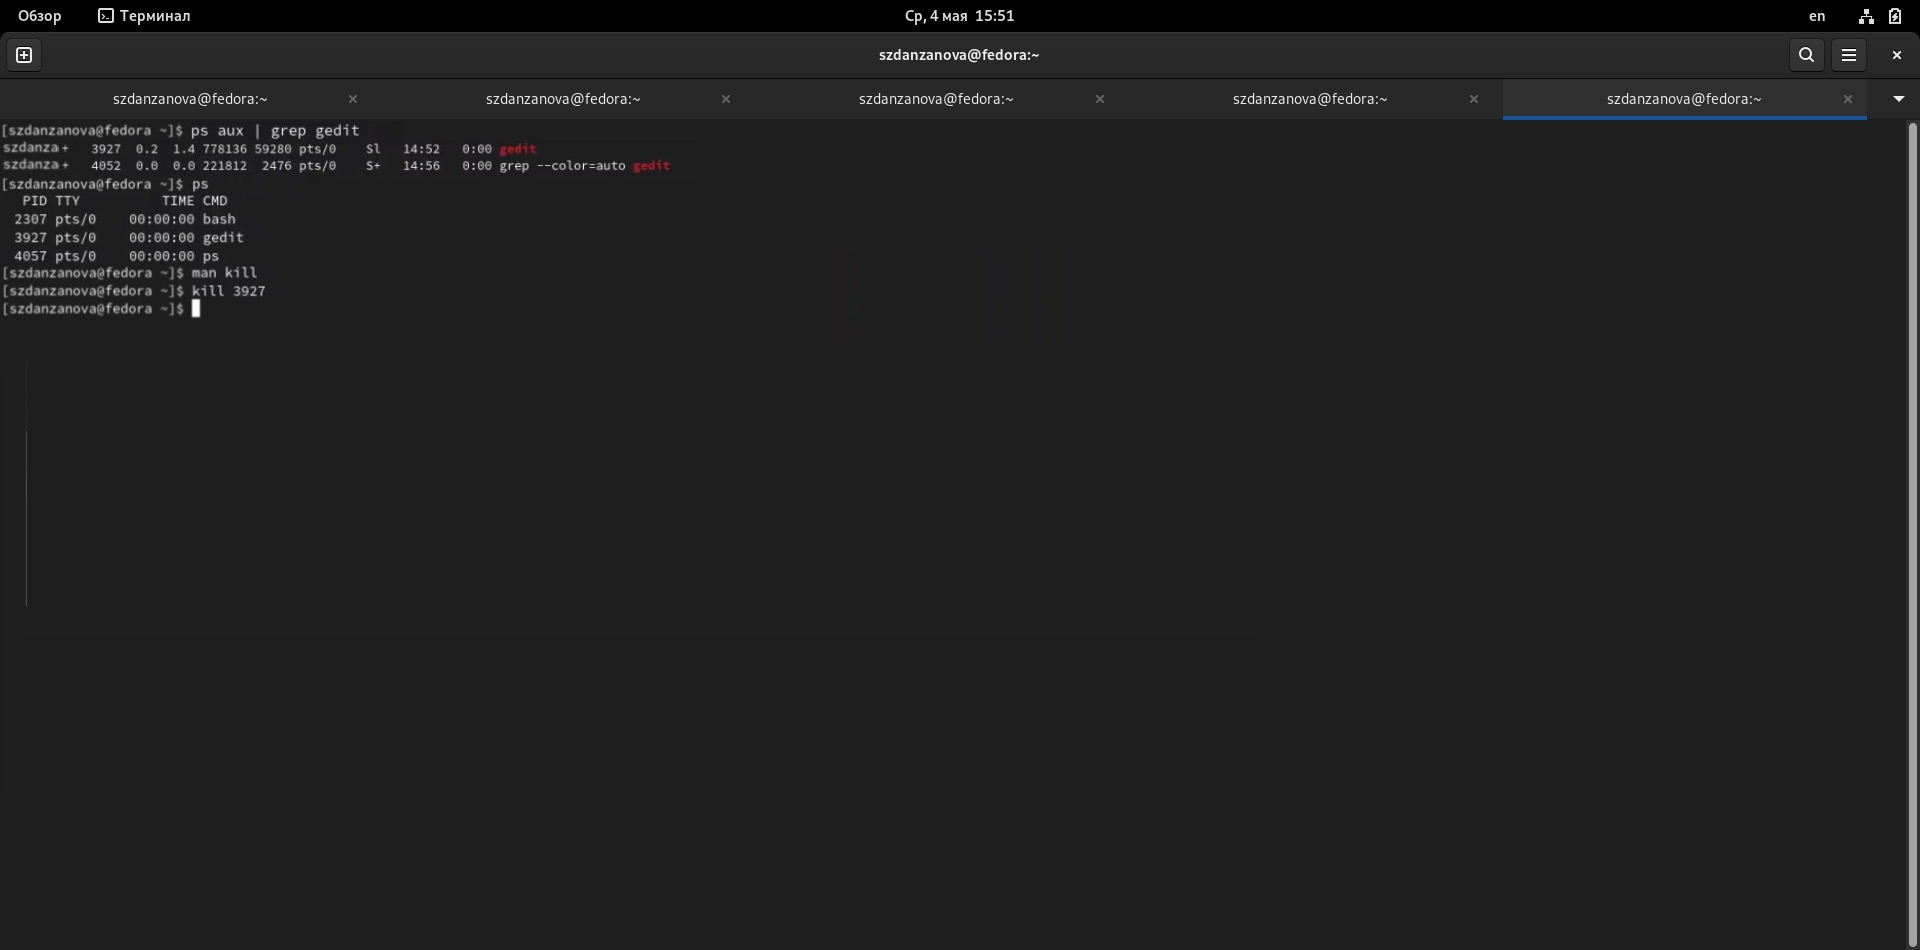 Обзор Терминал Ср, 4 мая 15:51 en
szdanzanova@fedora:~
szdanzanova@fedora:~ szdanzanova@fedora:~ szdanzanova@fedora:~ szdanzanova@fedora:~ szdanzanova@fedora:~
[szdanzanova@fedora ~]$ ps aux | grep gedit
szdanza+ 3927 0.2 1.4 778136 59280 pts/0 Sl 14:52 0:00 gedit
szdanza+ 4052 0.0 0.0 221812 2476 pts/0 S+ 14:56 0:00 grep --color=auto gedit
[szdanzanova@fedora ~]$ ps
PID TTY TIME CMD
2307 pts/0 00:00:00 bash
3927 pts/0 00:00:00 gedit
4057 pts/0 00:00:00 ps
[szdanzanova@fedora ~]$ man kill
[szdanzanova@fedora ~]$ kill 3927
[szdanzanova@fedora ~]$